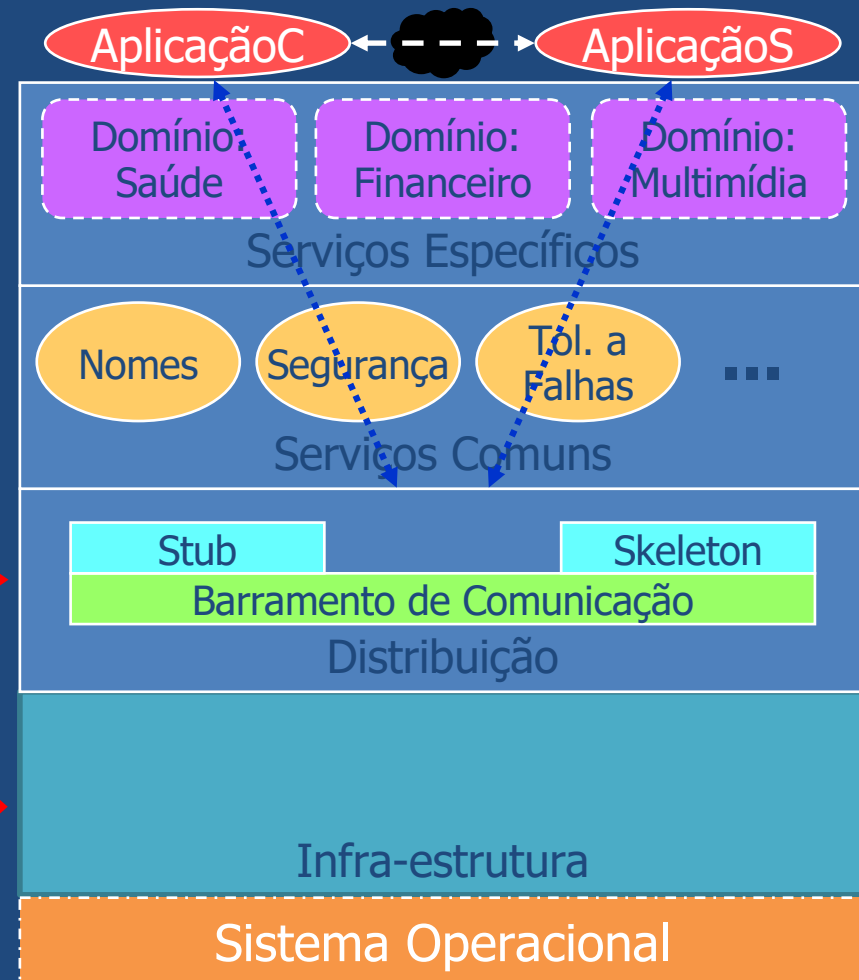 AplicaçãoC
AplicaçãoS
Domínio:
Saúde
Domínio:
Financeiro
Domínio:
Multimídia
Serviços Específicos
Nomes
Segurança
Tol. a
Falhas
...
Serviços Comuns
Stub
Skeleton
Barramento de Comunicação
Distribuição
Infra-estrutura
Sistema Operacional